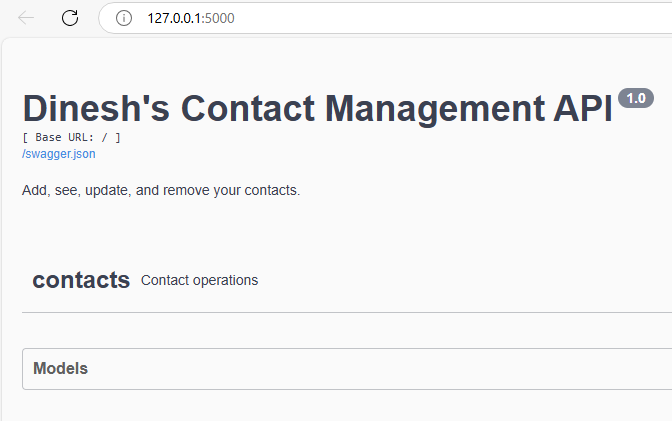 127.0.0.1:5000
Dinesh's Contact Management API 1.0
[ Base URL: / ]
/swagger.json
Add, see, update, and remove your contacts.
contacts Contact operations
Models